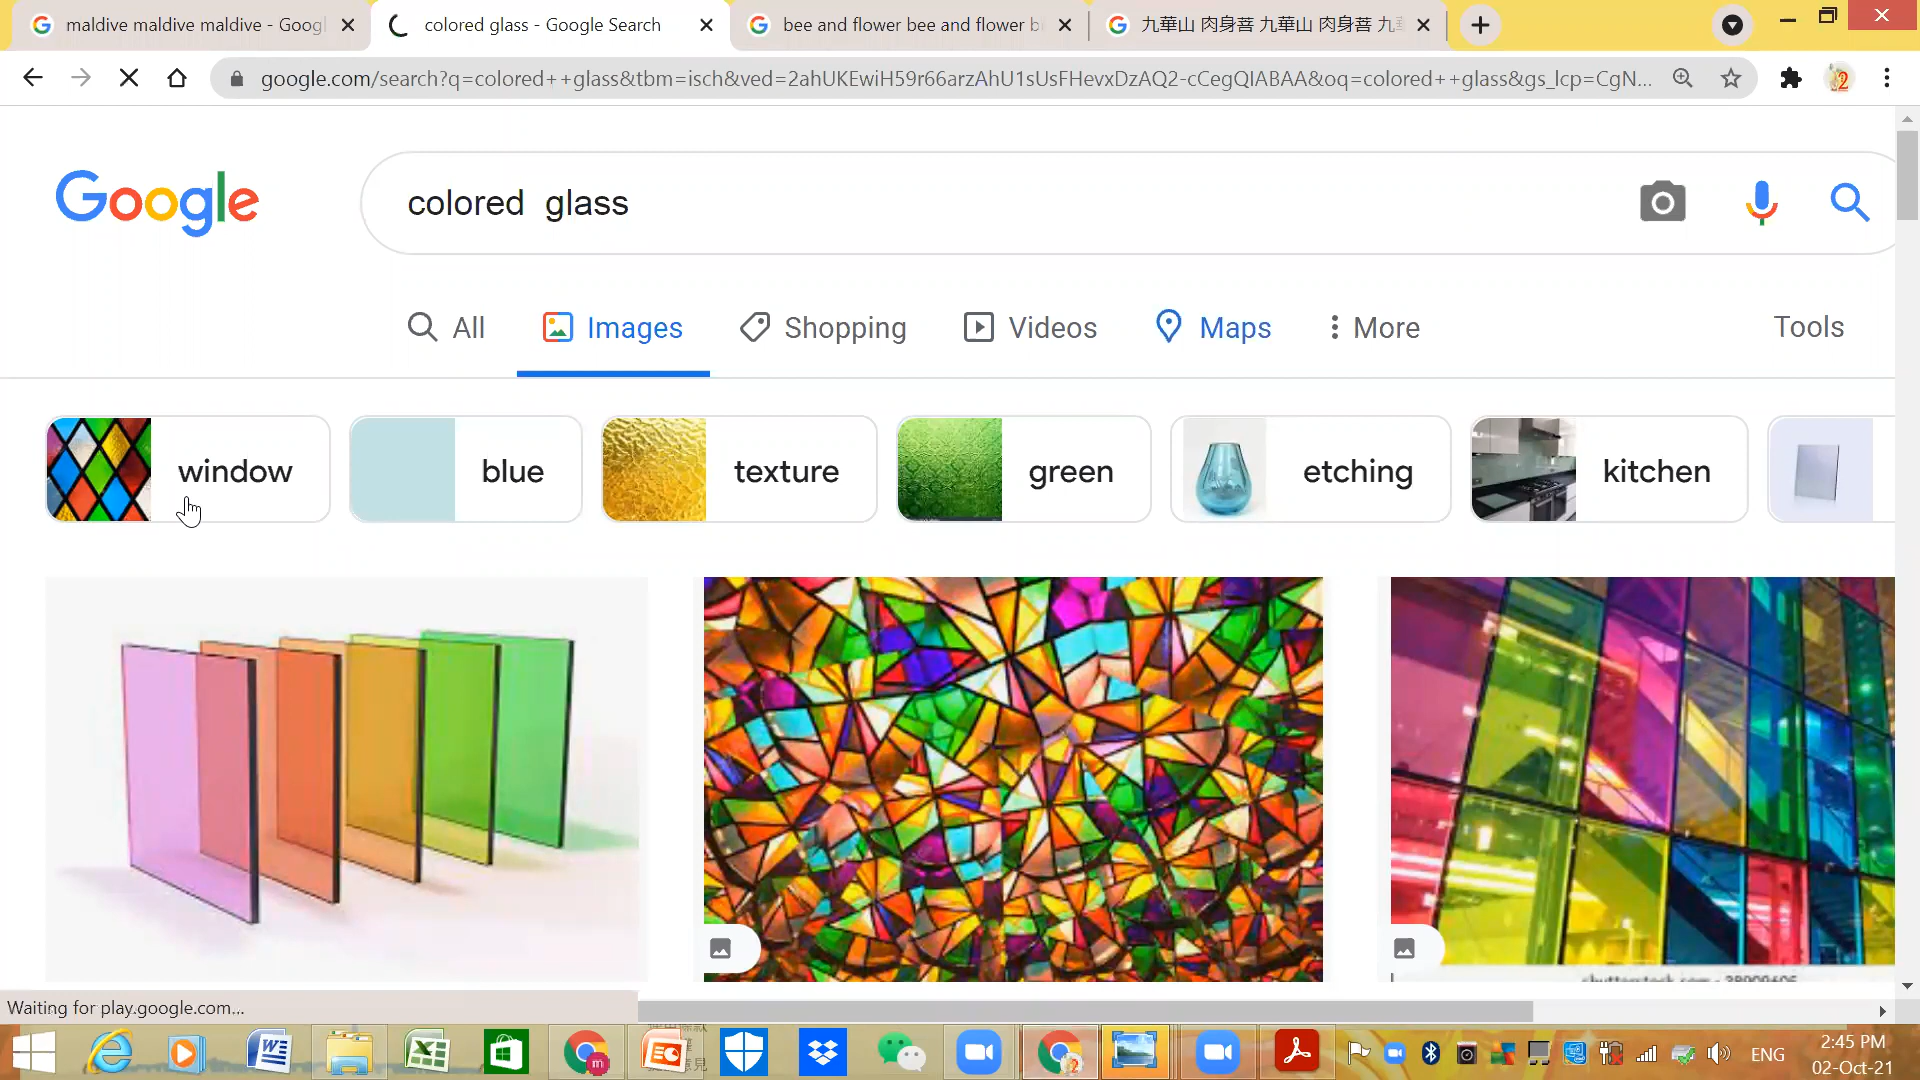 maldive maldive maldive - Googl
colored glass - Google Search
bee and flower bee and flower b
九華山 肉身菩 九華山 肉身菩 九
google.com/search?q=colored++glass&tbm=isch&ved=2ahUKEwiH59r66arzAhU1sUsFHevxDzAQ2-cCegQIABAA&oq=colored++glass&gs_lcp=CgN...
Google
colored glass
All
Images
Shopping
Videos
Maps
More
Tools
window
blue
texture
green
etching
kitchen
Waiting for play.google.com...
ENG
2:45 PM
02-Oct-21